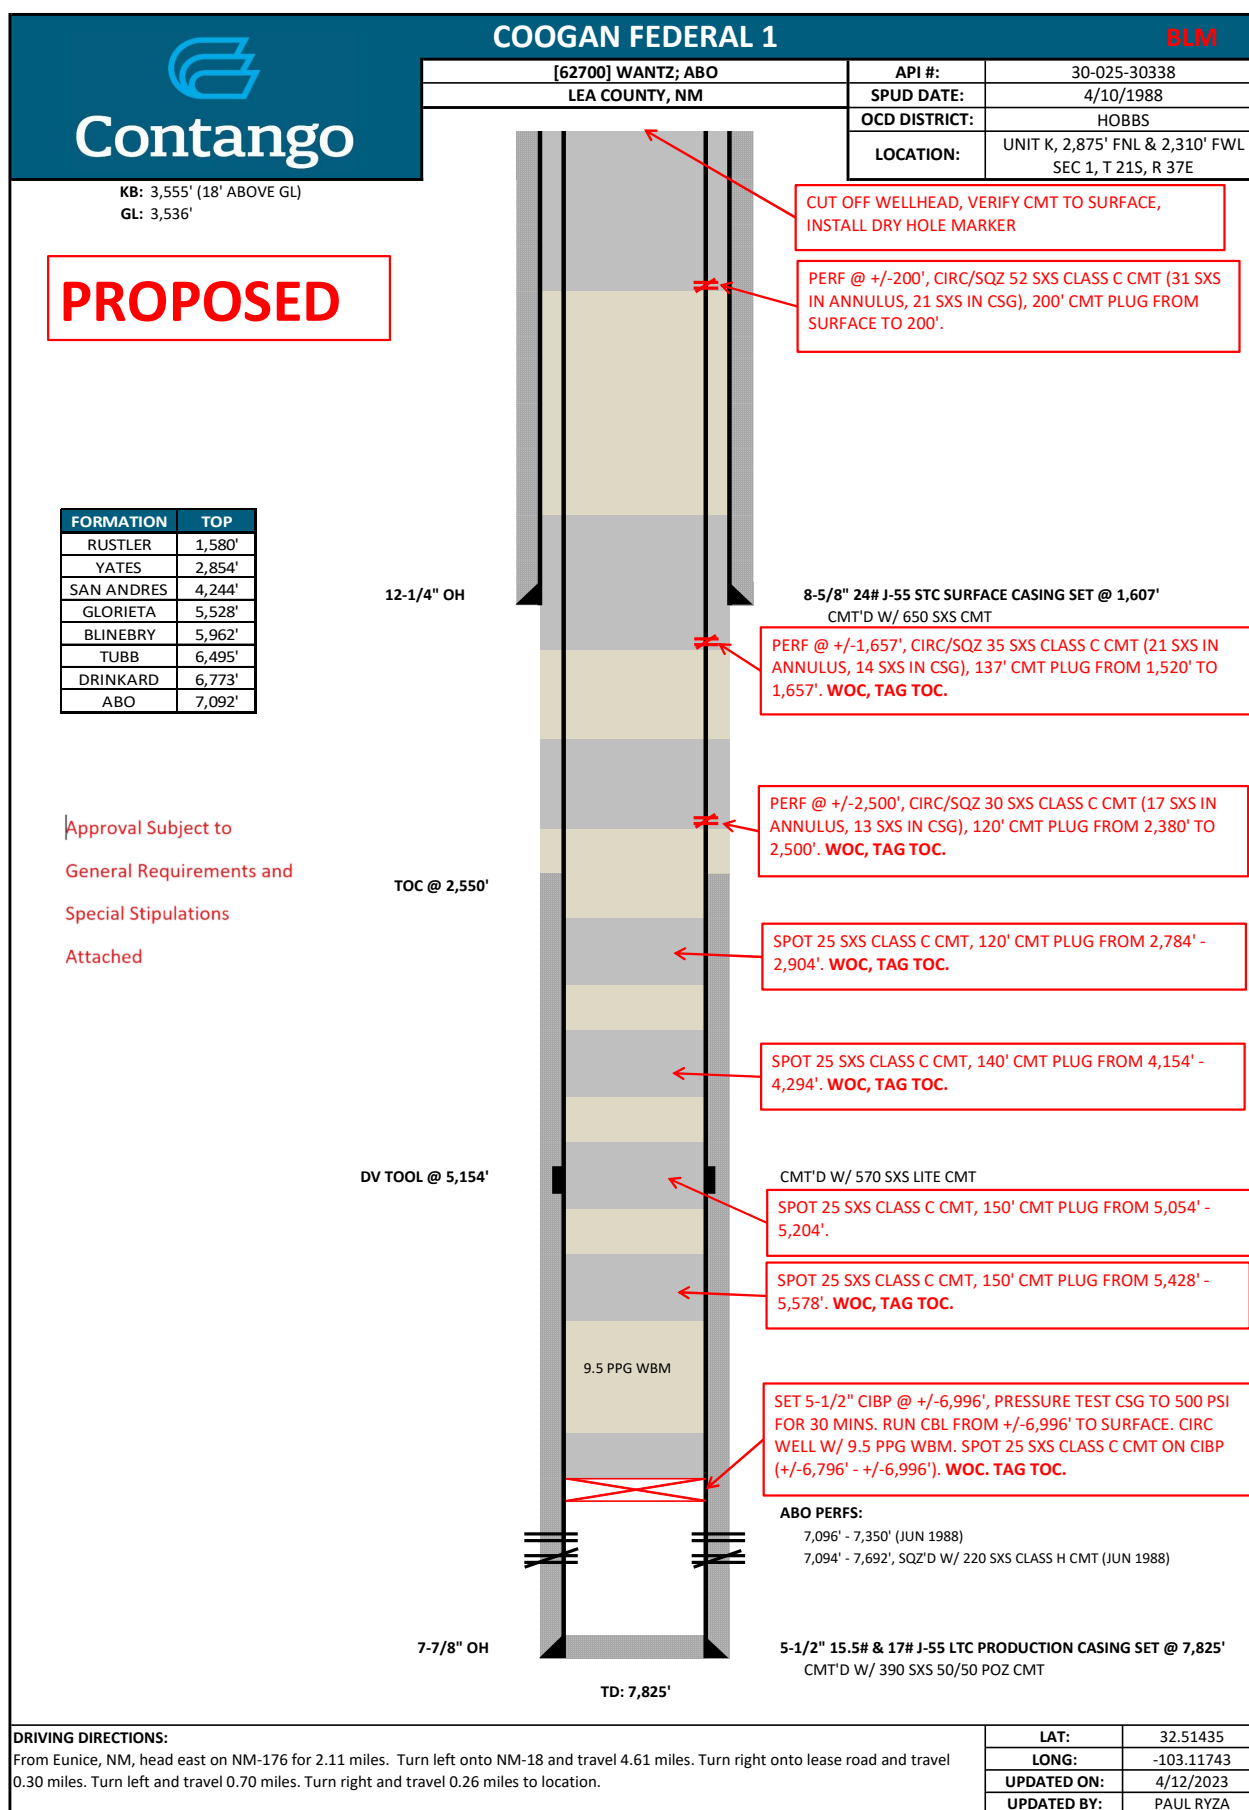 COOGAN FEDERAL 1
BLM
Contango
[62700] WANTZ; ABO
LEA COUNTY, NM
API #: 30-025-30338
SPUD DATE: 4/10/1988
OCD DISTRICT: HOBBS
LOCATION: UNIT K, 2,875' FNL & 2,310' FWL
SEC 1, T 21S, R 37E
KB: 3,555' (18' ABOVE GL)
GL: 3,536'
PROPOSED
CUT OFF WELLHEAD, VERIFY CMT TO SURFACE,
INSTALL DRY HOLE MARKER
PERF @ +/-200', CIRC/SQZ 52 SXS CLASS C CMT (31 SXS
IN ANNULUS, 21 SXS IN CSG), 200' CMT PLUG FROM
SURFACE TO 200'.
FORMATION TOP
RUSTLER 1,580'
YATES 2,854'
SAN ANDRES 4,244'
GLORIETA 5,528'
BLINEBRY 5,962'
TUBB 6,495'
DRINKARD 6,773'
ABO 7,092'
12-1/4" OH
8-5/8" 24# J-55 STC SURFACE CASING SET @ 1,607'
CMT'D W/ 650 SXS CMT
PERF @ +/-1,657', CIRC/SQZ 35 SXS CLASS C CMT (21 SXS IN
ANNULUS, 14 SXS IN CSG), 137' CMT PLUG FROM 1,520' TO
1,657'. WOC, TAG TOC.
PERF @ +/-2,500', CIRC/SQZ 30 SXS CLASS C CMT (17 SXS IN
ANNULUS, 13 SXS IN CSG), 120' CMT PLUG FROM 2,380' TO
2,500'. WOC, TAG TOC.
Approval Subject to
General Requirements and
Special Stipulations
Attached
TOC @ 2,550'
SPOT 25 SXS CLASS C CMT, 120' CMT PLUG FROM 2,784' -
2,904'. WOC, TAG TOC.
SPOT 25 SXS CLASS C CMT, 140' CMT PLUG FROM 4,154' -
4,294'. WOC, TAG TOC.
DV TOOL @ 5,154'
CMT'D W/ 570 SXS LITE CMT
SPOT 25 SXS CLASS C CMT, 150' CMT PLUG FROM 5,054' -
5,204'.
SPOT 25 SXS CLASS C CMT, 150' CMT PLUG FROM 5,428' -
5,578'. WOC, TAG TOC.
9.5 PPG WBM
SET 5-1/2" CIBP @ +/-6,996', PRESSURE TEST CSG TO 500 PSI
FOR 30 MINS. RUN CBL FROM +/-6,996' TO SURFACE. CIRC
WELL W/ 9.5 PPG WBM. SPOT 25 SXS CLASS C CMT ON CIBP
(+/-6,796' - +/-6,996'). WOC. TAG TOC.
ABO PERFS:
7,096' - 7,350' (JUN 1988)
7,094' - 7,692', SQZ'D W/ 220 SXS CLASS H CMT (JUN 1988)
7-7/8" OH
5-1/2" 15.5# & 17# J-55 LTC PRODUCTION CASING SET @ 7,825'
CMT'D W/ 390 SXS 50/50 POZ CMT
TD: 7,825'
DRIVING DIRECTIONS:
From Eunice, NM, head east on NM-176 for 2.11 miles. Turn left onto NM-18 and travel 4.61 miles. Turn right onto lease road and travel
0.30 miles. Turn left and travel 0.70 miles. Turn right and travel 0.26 miles to location.
LAT: 32.51435
LONG: -103.11743
UPDATED ON: 4/12/2023
UPDATED BY: PAUL RYZA